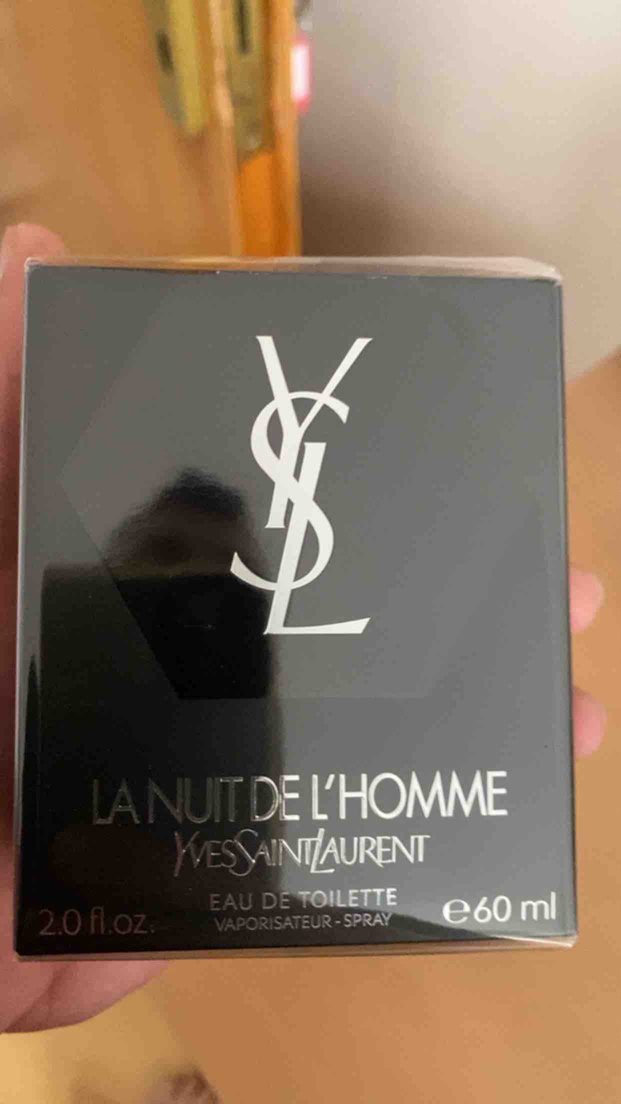 YSL
LA NUIT DE L'HOMME
YVESSAINTLAURENT
EAU DE TOILETTE
2.0 fl.oz. VAPORISATEUR-SPRAY ℮60 ml